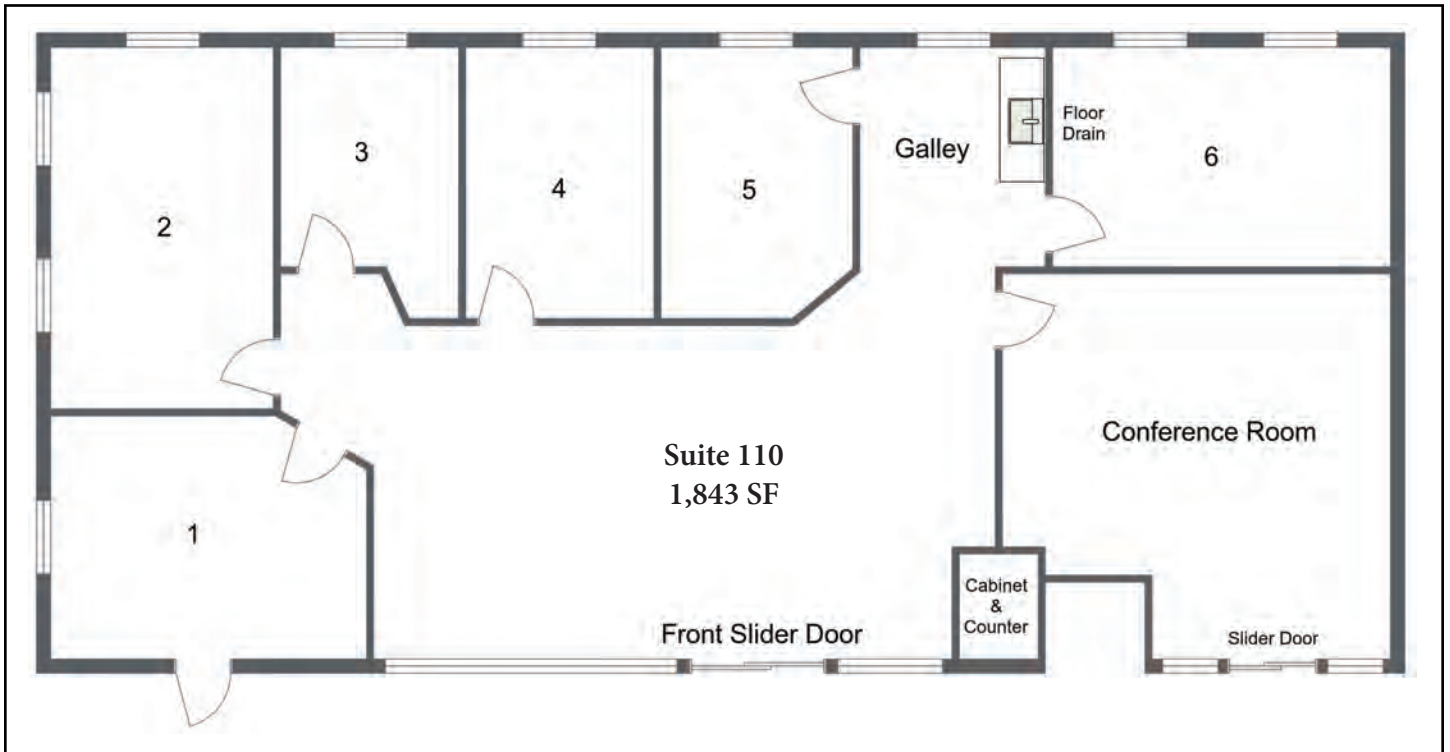 3
Galley
Floor
Drain
6
4
5
2
Conference Room
Suite 110
1,843 SF
1
Cabinet
&
Counter
Front Slider Door
Slider Door